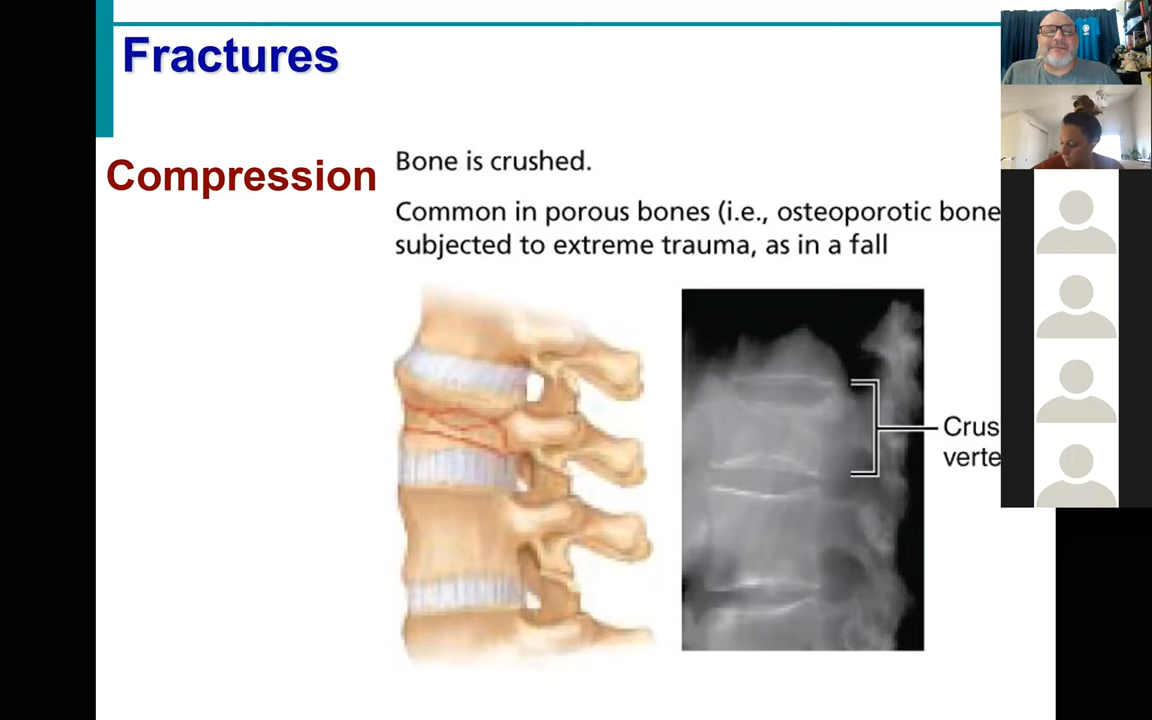 Fractures
Compression
Bone is crushed.
Common in porous bones (i.e., osteoporotic bone
subjected to extreme trauma, as in a fall
Crus
verte